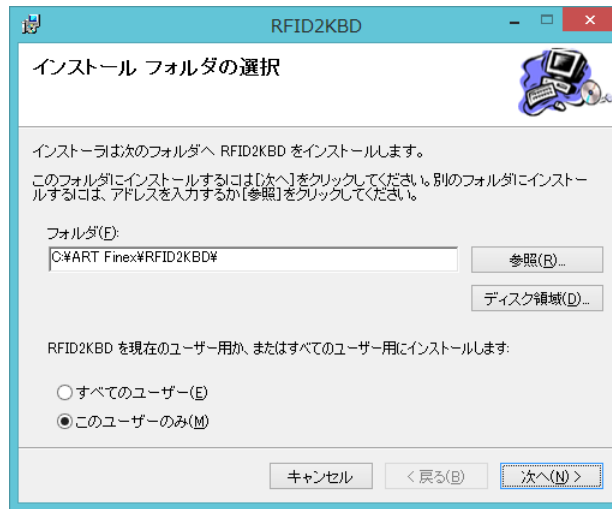 RFID2KBD
インストール フォルダの選択
インストーラは次のフォルダへ RFID2KBD をインストールします。
このフォルダにインストールするには[次へ]をクリックしてください。別のフォルダにインストー
ルするには、アドレスを入力するか[参照]をクリックしてください。
フォルダ(F):
C:¥ART Finex¥RFID2KBD¥
参照(R)...
ディスク領域(D)...
RFID2KBD を現在のユーザー用か、またはすべてのユーザー用にインストールします:
すべてのユーザー(E)
このユーザーのみ(M)
キャンセル
< 戻る(B)
次へ(N) >